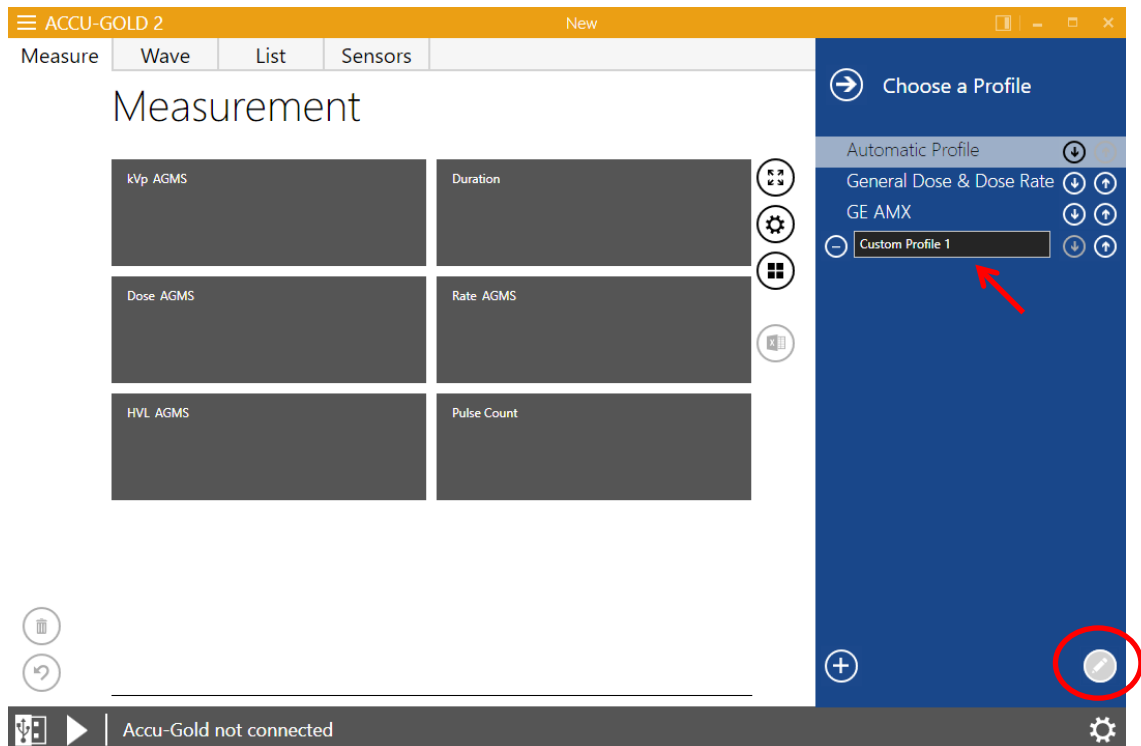 ACCU-GOLD 2
New
Measure Wave List Sensors
Measurement
kVp AGMS
Duration
Dose AGMS
Rate AGMS
HVL AGMS
Pulse Count
Choose a Profile
Automatic Profile
General Dose & Dose Rate
GE AMX
Custom Profile 1
Accu-Gold not connected